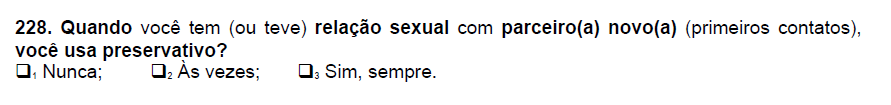 228. Quando você tem (ou teve) relação sexual com parceiro(a) novo(a) (primeiros contatos),
você usa preservativo?
❑₁ Nunca; ❑₂ Às vezes; ❑₃ Sim, sempre.